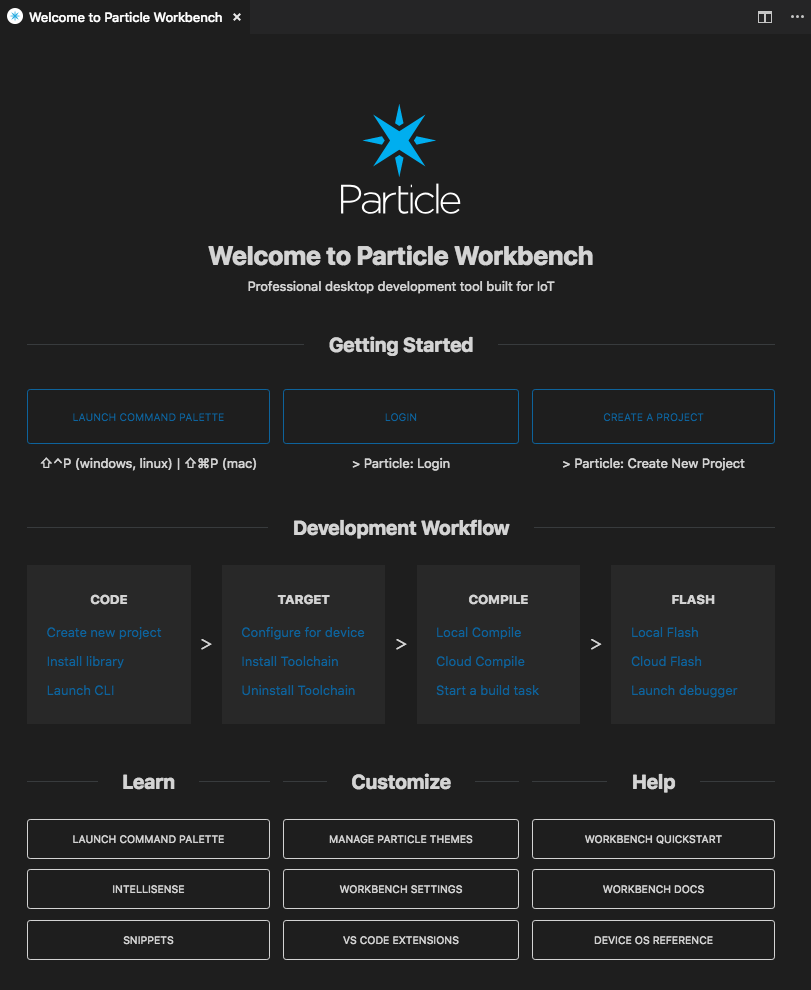 Welcome to Particle Workbench ×
Particle
Welcome to Particle Workbench
Professional desktop development tool built for IoT
Getting Started
LAUNCH COMMAND PALETTE
LOGIN
CREATE A PROJECT
⇧^P (windows, linux) | ⇧⌘P (mac)
> Particle: Login
> Particle: Create New Project
Development Workflow
CODE
Create new project
Install library
Launch CLI
>
TARGET
Configure for device
Install Toolchain
Uninstall Toolchain
>
COMPILE
Local Compile
Cloud Compile
Start a build task
>
FLASH
Local Flash
Cloud Flash
Launch debugger
Learn
LAUNCH COMMAND PALETTE
INTELLISENSE
SNIPPETS
Customize
MANAGE PARTICLE THEMES
WORKBENCH SETTINGS
VS CODE EXTENSIONS
Help
WORKBENCH QUICKSTART
WORKBENCH DOCS
DEVICE OS REFERENCE